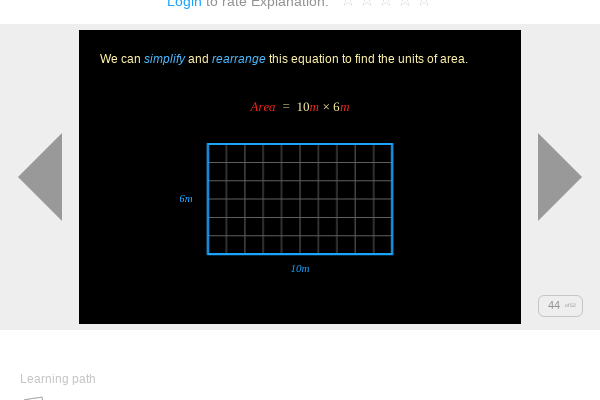 Login to rate Explanation. ☆ ☆ ☆ ☆ ☆
We can simplify and rearrange this equation to find the units of area.
Area = 10m × 6m
6m
10m
44
Learning path